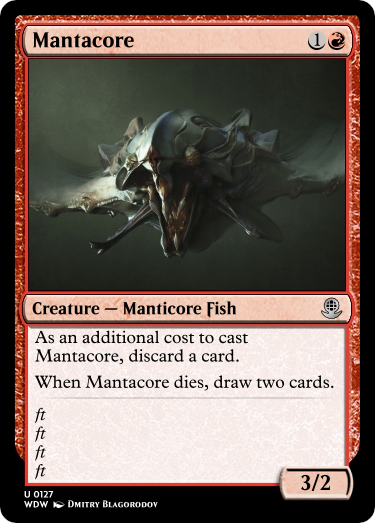 Mantacore 1
Creature — Manticore Fish
As an additional cost to cast
Mantacore, discard a card.
When Mantacore dies, draw two cards.
ft
ft
ft
ft
3/2
U 0127
WDW DMITRY BLAGORODOV